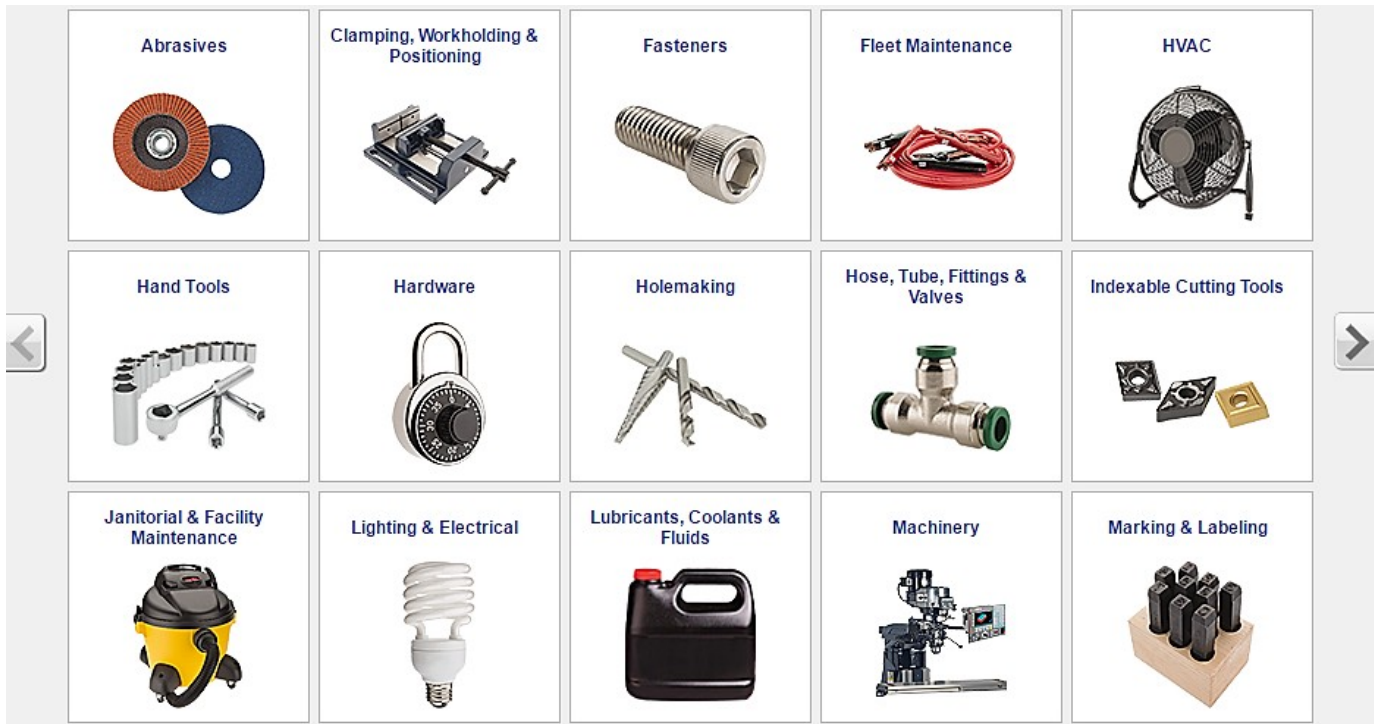 Abrasives
Clamping, Workholding &
Positioning
Fasteners
Fleet Maintenance
HVAC
Hand Tools
Hardware
Holemaking
Hose, Tube, Fittings &
Valves
Indexable Cutting Tools
Janitorial & Facility
Maintenance
Lighting & Electrical
Lubricants, Coolants &
Fluids
Machinery
Marking & Labeling